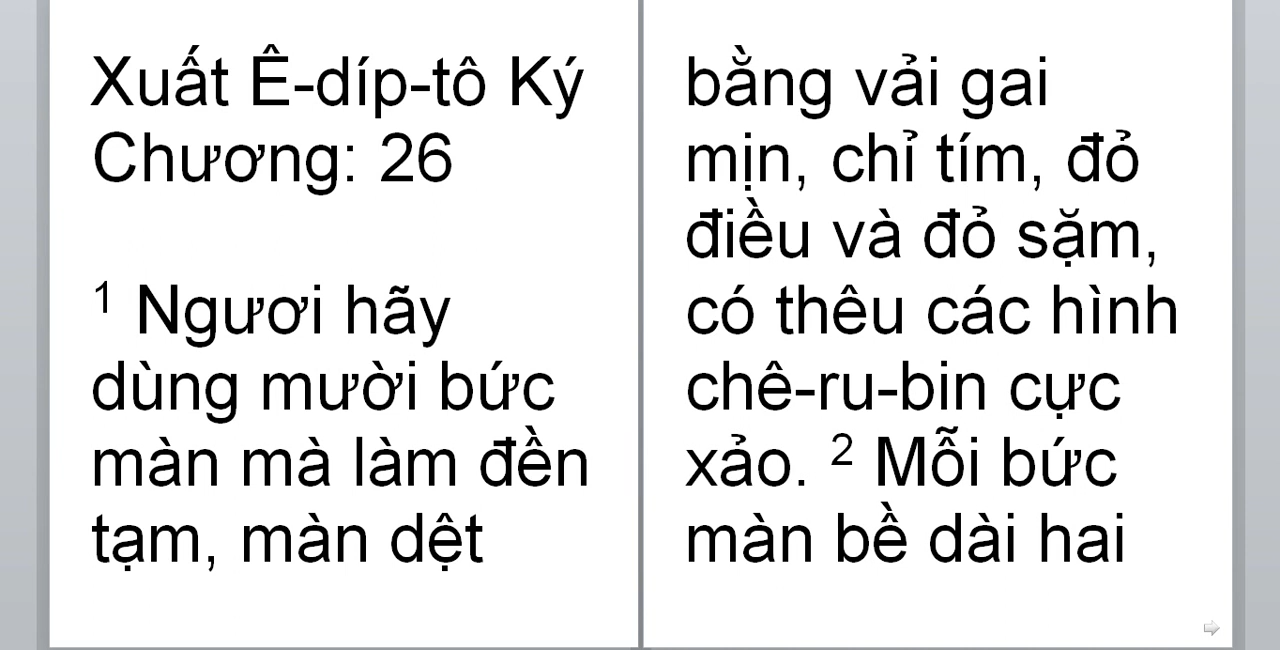 Xuất Ê-díp-tô Ký
Chương: 26
¹ Ngươi hãy
dùng mười bức
màn mà làm đền
tạm, màn dệt
bằng vải gai
mịn, chỉ tím, đỏ
điều và đỏ sặm,
có thêu các hình
chê-ru-bin cực
xảo. ² Mỗi bức
màn bề dài hai